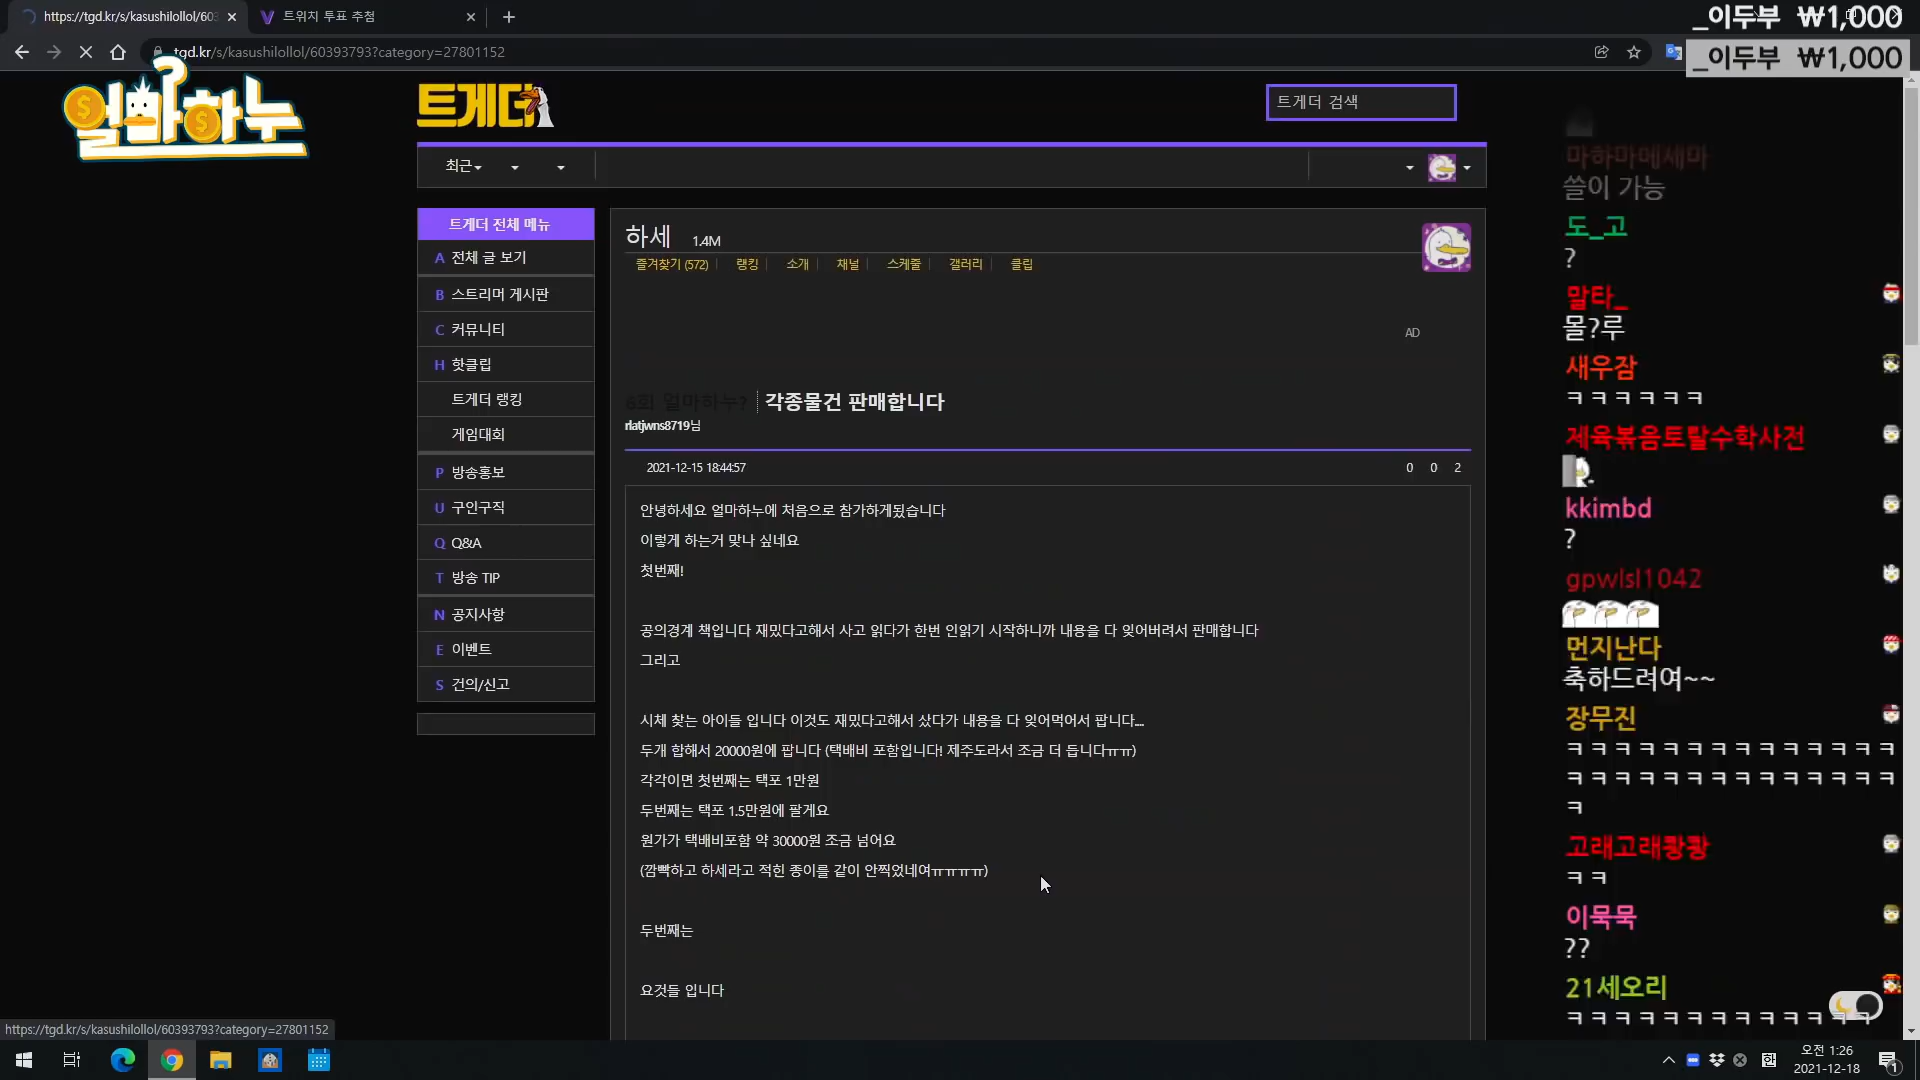 https://tgd.kr/s/kasushilollol/603
트위치 투표 추첨
_이두부 ₩1,000
tgd.kr/s/kasushilollol/60393793?category=27801152
_이두부 ₩1,000
얼마하누?
트게더
트게더 검색
최근
트게더 전체 메뉴
A 전체 글 보기
B 스트리머 게시판
C 커뮤니티
H 핫클립
트게더 랭킹
게임대회
P 방송홍보
U 구인구직
Q Q&A
T 방송 TIP
N 공지사항
E 이벤트
S 건의/신고
하세 1.4M
즐겨찾기 (572) 랭킹 소개 채널 스케줄 갤러리 클립
AD
6회 얼마하누? 각종물건 판매합니다
rlatjwns8719님
2021-12-15 18:44:57
0 0 2
안녕하세요 얼마하누에 처음으로 참가하게됬습니다
이렇게 하는거 맞나 싶네요
첫번째!
공의경계 책입니다 재밌다고해서 사고 읽다가 한번 인읽기 시작하니까 내용을 다 잊어버려서 판매합니다
그리고
시체 찾는 아이들 입니다 이것도 재밌다고해서 샀다가 내용을 다 잊어먹어서 팝니다...
두개 합해서 20000원에 팝니다 (택배비 포함입니다! 제주도라서 조금 더 듭니다ㅠㅠ)
각각이면 첫번째는 택포 1만원
두번째는 택포 1.5만원에 팔게요
원가가 택배비포함 약 30000원 조금 넘어요
(깜빡하고 하세라고 적힌 종이를 같이 안찍었네여ㅠㅠㅠㅠ)
두번째는
요것들 입니다
마하마메세마
쓸이 가능
도_고
?
말타_
몰?루
새우잠
ㅋㅋㅋㅋㅋㅋ
제육볶음토탈수학사전
kkimbd
?
gpwlsl1042
먼지난다
축하드려여~~
장무진
ㅋㅋㅋㅋㅋㅋㅋㅋㅋㅋㅋㅋㅋㅋ
ㅋㅋㅋㅋㅋㅋㅋㅋㅋㅋㅋㅋㅋㅋ
ㅋ
고래고래쾅쾅
ㅋㅋ
이묵묵
??
21세오리
ㅋㅋㅋㅋㅋㅋㅋㅋㅋㅋㅋㅋㅋ
https://tgd.kr/s/kasushilollol/60393793?category=27801152
한
오전 1:26
2021-12-18
1